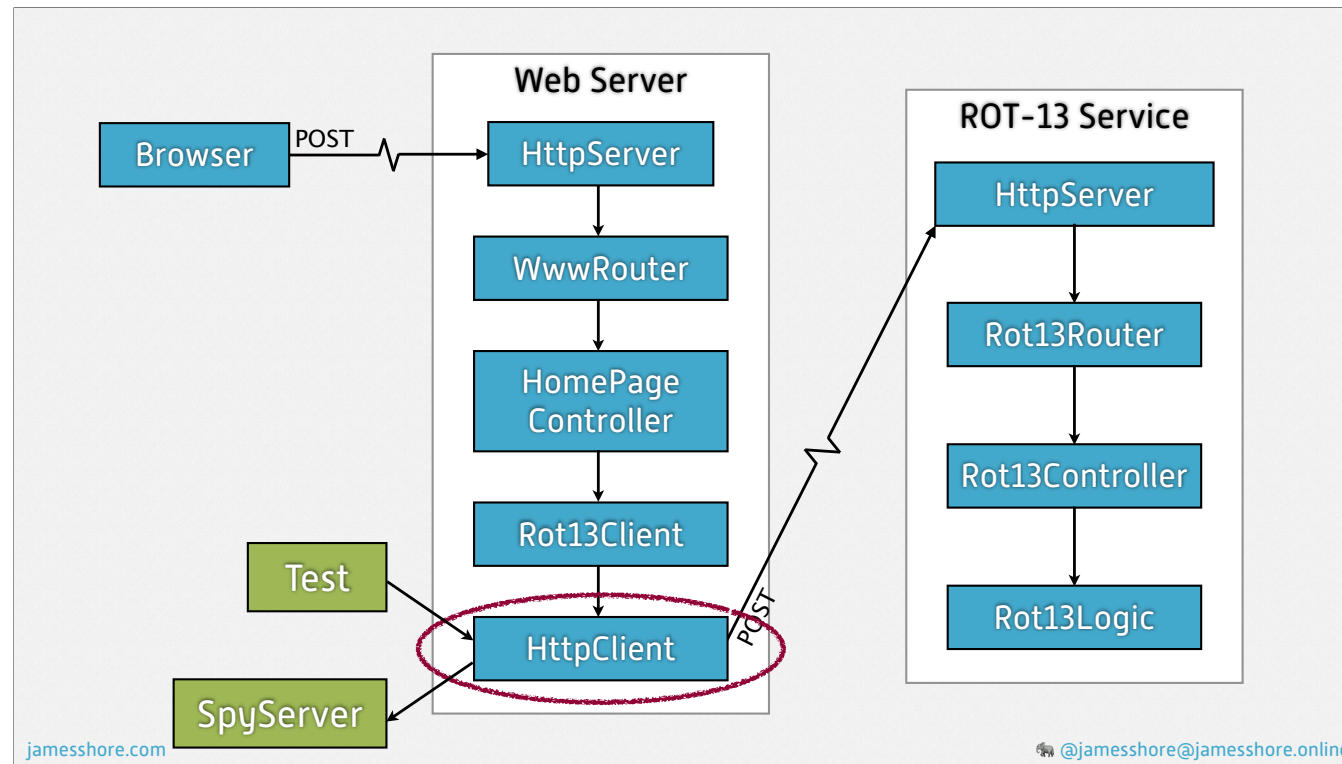 Web Server
ROT-13 Service
Browser
POST
HttpServer
HttpServer
WwwRouter
Rot13Router
HomePage
Controller
Rot13Controller
Rot13Client
Test
POST
Rot13Logic
HttpClient
SpyServer
jamesshore.com
🐘 @jamesshore@jamesshore.online